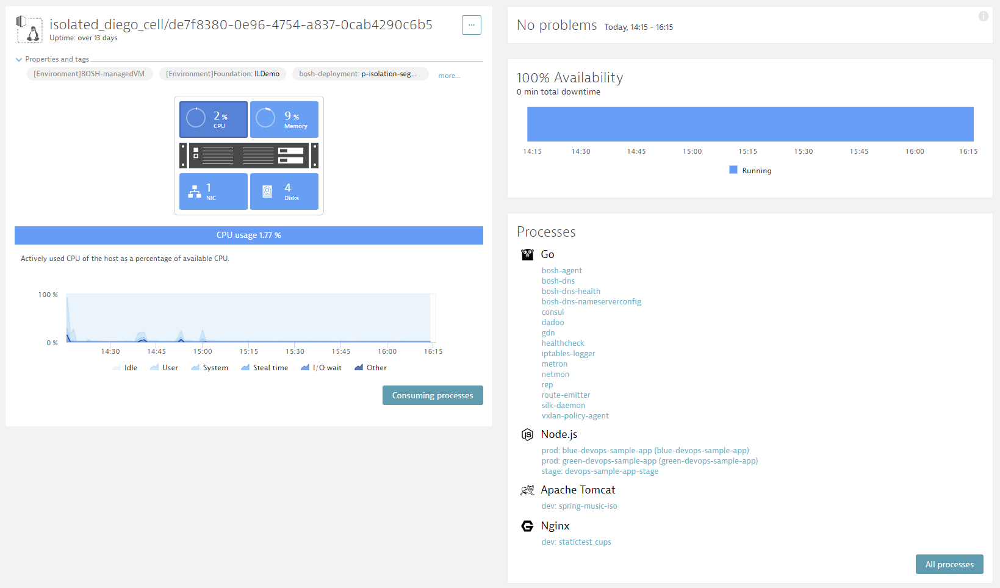 isolated_diego_cell/de7f8380-0e96-4754-a837-0cab4290c6b5
...
Uptime: over 13 days
Properties and tags
[Environment]BOSH-managedVM [Environment]Foundation: ILDemo bosh-deployment: p-isolation-seg... more...
2 % CPU
9 % Memory
1 NIC
4 Disks
CPU usage 1.77 %
Actively used CPU of the host as a percentage of available CPU.
100 %
0 %
14:30 14:45 15:00 15:15 15:30 15:45 16:00 16:15
Idle User System Steal time I/O wait Other
Consuming processes
No problems Today, 14:15 - 16:15
i
100% Availability
0 min total downtime
14:15 14:30 14:45 15:00 15:15 15:30 15:45 16:00 16:15
Running
Processes
Go
bosh-agent
bosh-dns
bosh-dns-health
bosh-dns-nameserverconfig
consul
dadoo
gdn
healthcheck
iptables-logger
metron
netmon
rep
route-emitter
silk-daemon
vxlan-policy-agent
JS Node.js
prod: blue-devops-sample-app (blue-devops-sample-app)
prod: green-devops-sample-app (green-devops-sample-app)
stage: devops-sample-app-stage
Apache Tomcat
dev: spring-music-iso
G Nginx
dev: statictest_cups
All processes